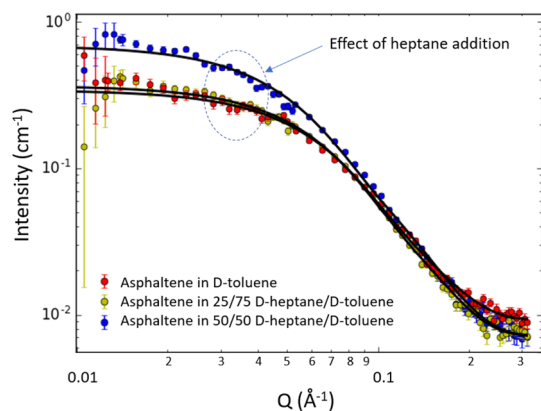 10⁰
Effect of heptane addition
Intensity (cm⁻¹)
10⁻¹
Asphaltene in D-toluene
Asphaltene in 25/75 D-heptane/D-toluene
10⁻²
Asphaltene in 50/50 D-heptane/D-toluene
0.01 2 3 4 5 6 7 8 9 0.1 2 3
Q (Å⁻¹)